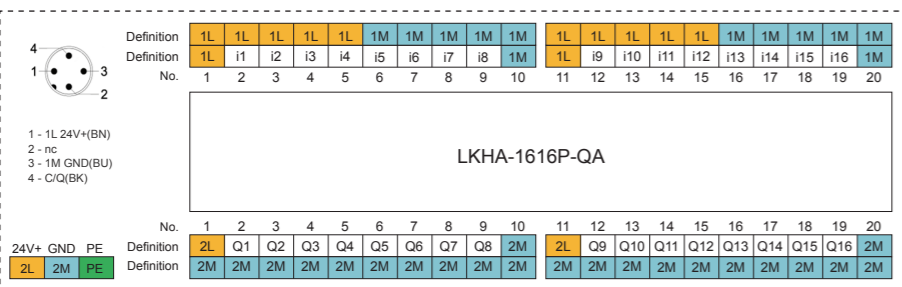 Definition 1L 1L 1L 1L 1L 1M 1M 1M 1M 1M 1L 1L 1L 1L 1L 1M 1M 1M 1M 1M
Definition 1L i1 i2 i3 i4 i5 i6 i7 i8 1M 1L i9 i10 i11 i12 i13 i14 i15 i16 1M
No. 1 2 3 4 5 6 7 8 9 10 11 12 13 14 15 16 17 18 19 20
4
1 3
2
1 - 1L 24V+(BN)
2 - nc
3 - 1M GND(BU)
4 - C/Q(BK)
LKHA-1616P-QA
No. 1 2 3 4 5 6 7 8 9 10 11 12 13 14 15 16 17 18 19 20
24V+ GND PE
Definition 2L Q1 Q2 Q3 Q4 Q5 Q6 Q7 Q8 2M 2L Q9 Q10 Q11 Q12 Q13 Q14 Q15 Q16 2M
2L 2M PE
Definition 2M 2M 2M 2M 2M 2M 2M 2M 2M 2M 2M 2M 2M 2M 2M 2M 2M 2M 2M 2M